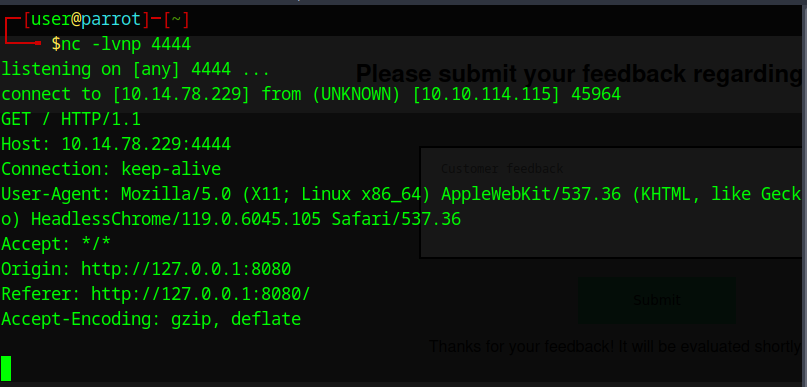 ┌─[user@parrot]─[~]
└──╼ $nc -lvnp 4444
listening on [any] 4444 ...
Please submit your feedback regarding
connect to [10.14.78.229] from (UNKNOWN) [10.10.114.115] 45964
GET / HTTP/1.1
Host: 10.14.78.229:4444
Connection: keep-alive
Customer feedback
User-Agent: Mozilla/5.0 (X11; Linux x86_64) AppleWebKit/537.36 (KHTML, like Geck
o) HeadlessChrome/119.0.6045.105 Safari/537.36
Accept: */*
Origin: http://127.0.0.1:8080
Referer: http://127.0.0.1:8080/
Submit
Accept-Encoding: gzip, deflate
Thanks for your feedback! It will be evaluated shortly